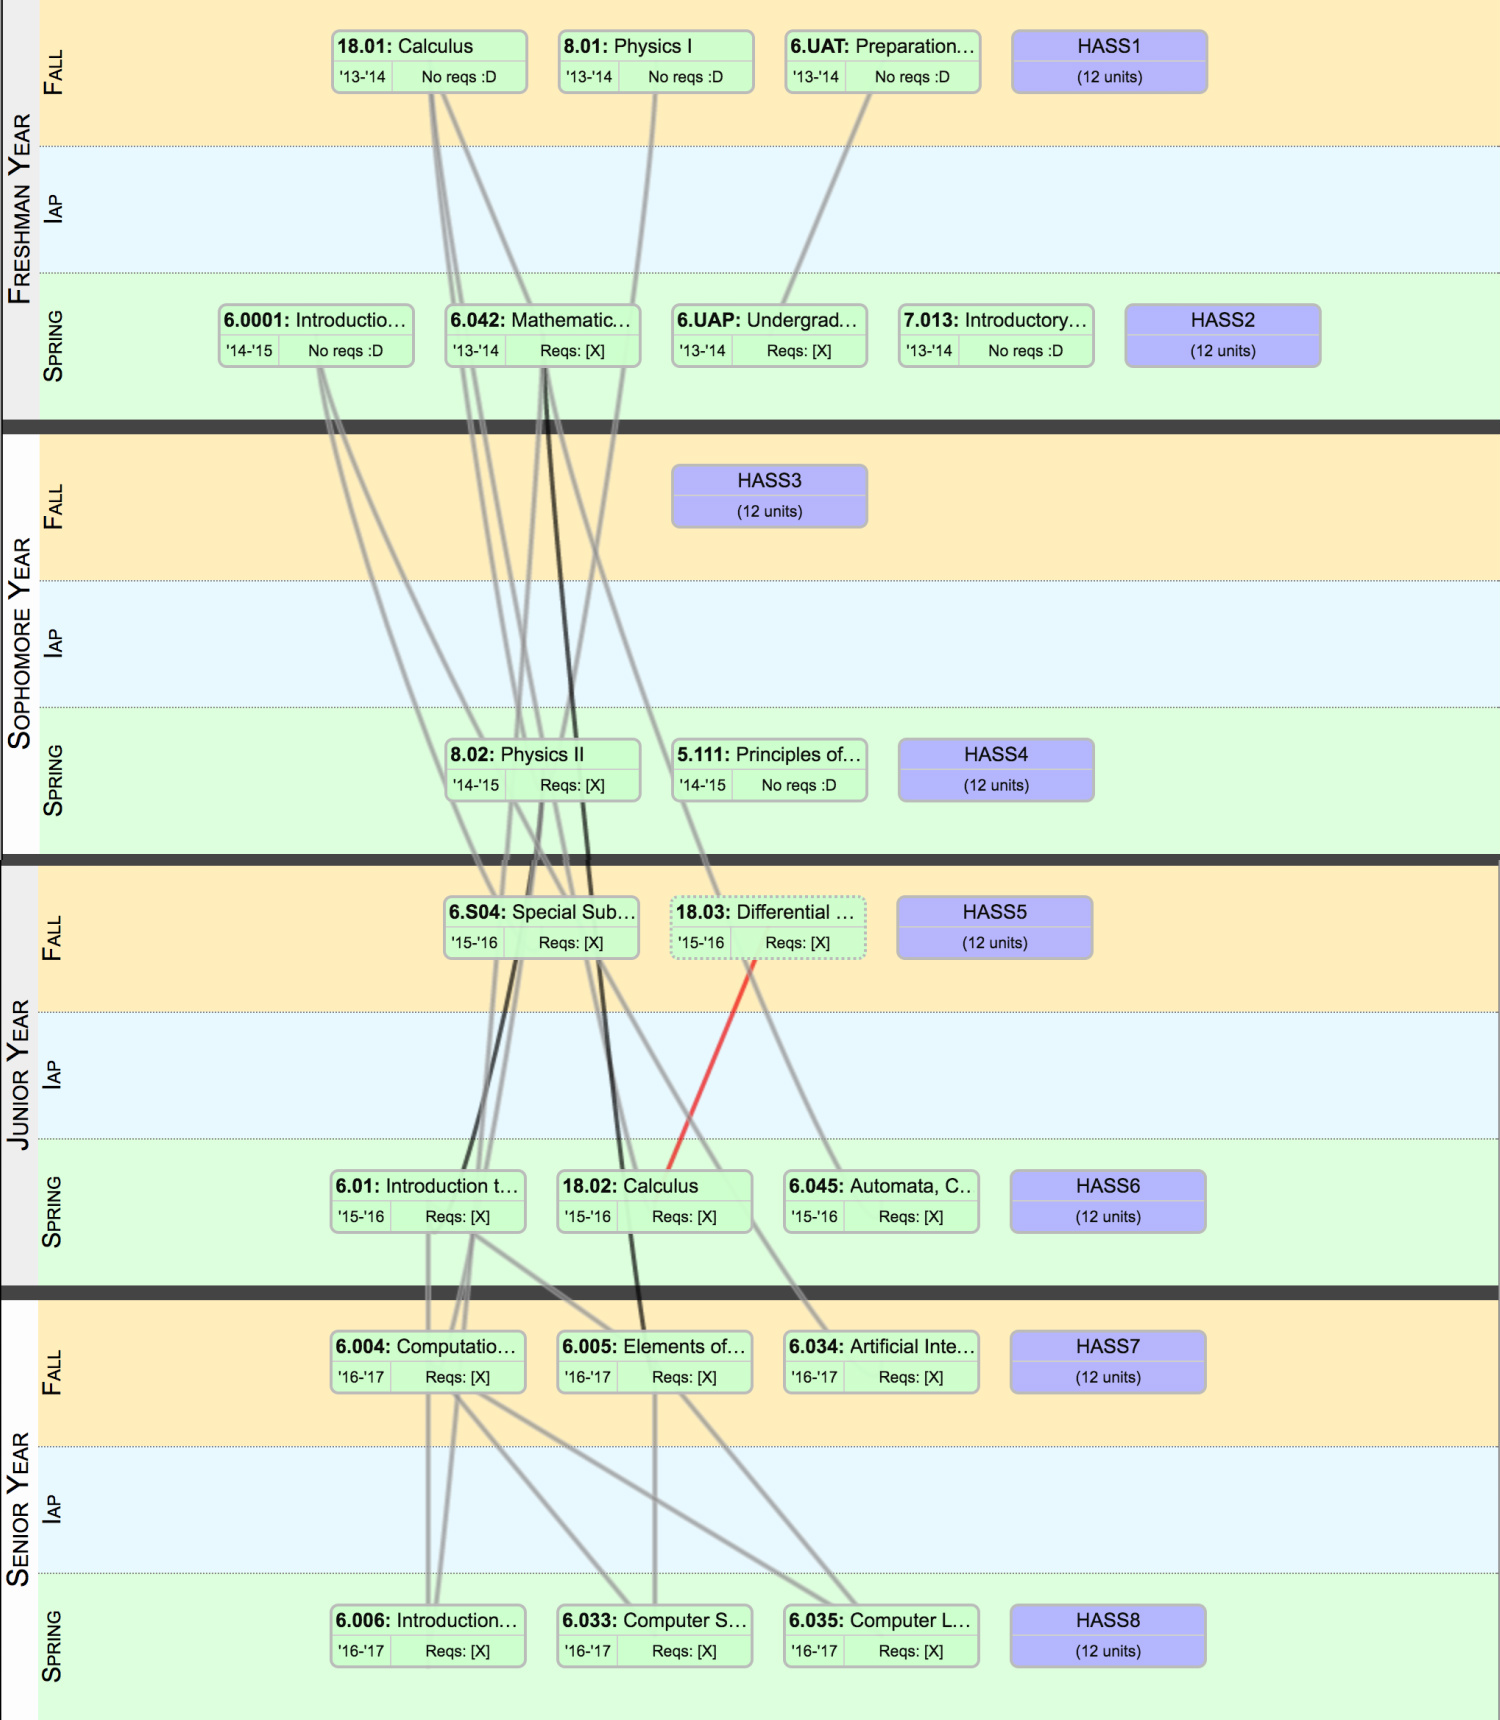 FRESHMAN YEAR
FALL
18.01: Calculus
'13-'14 No reqs :D
8.01: Physics I
'13-'14 No reqs :D
6.UAT: Preparation...
'13-'14 No reqs :D
HASS1
(12 units)
IAP
SPRING
6.0001: Introductio...
'14-'15 No reqs :D
6.042: Mathematic...
'13-'14 Reqs: [X]
6.UAP: Undergrad...
'13-'14 Reqs: [X]
7.013: Introductory...
'13-'14 No reqs :D
HASS2
(12 units)
SOPHOMORE YEAR
FALL
HASS3
(12 units)
IAP
SPRING
8.02: Physics II
'14-'15 Reqs: [X]
5.111: Principles of...
'14-'15 No reqs :D
HASS4
(12 units)
JUNIOR YEAR
FALL
6.S04: Special Sub...
'15-'16 Reqs: [X]
18.03: Differential ...
'15-'16 Reqs: [X]
HASS5
(12 units)
IAP
SPRING
6.01: Introduction t...
'15-'16 Reqs: [X]
18.02: Calculus
'15-'16 Reqs: [X]
6.045: Automata, C...
'15-'16 Reqs: [X]
HASS6
(12 units)
SENIOR YEAR
FALL
6.004: Computatio...
'16-'17 Reqs: [X]
6.005: Elements of...
'16-'17 Reqs: [X]
6.034: Artificial Inte...
'16-'17 Reqs: [X]
HASS7
(12 units)
IAP
SPRING
6.006: Introduction...
'16-'17 Reqs: [X]
6.033: Computer S...
'16-'17 Reqs: [X]
6.035: Computer L...
'16-'17 Reqs: [X]
HASS8
(12 units)